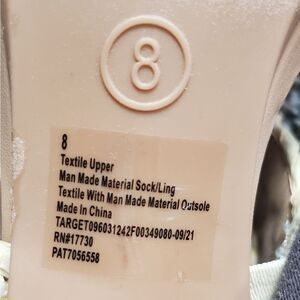 8
8
Textile Upper
Man Made Material Sock/Ling
Textile With Man Made Material Outsole
Made In China
TARGET096031242F00349080-09/21
RN#17730
PAT7056558